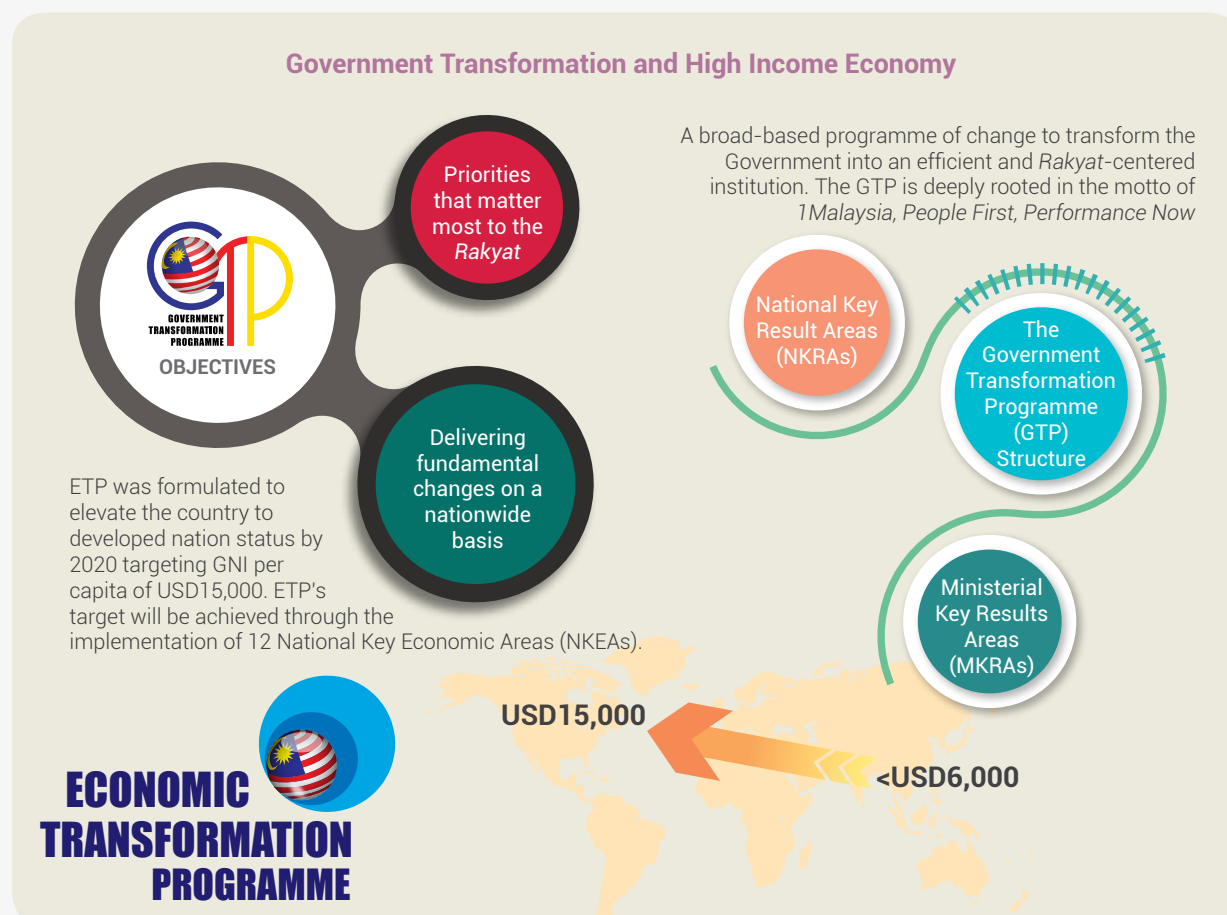 Government Transformation and High Income Economy
Priorities
that matter
most to the
Rakyat
GOVERNMENT
TRANSFORMATION
PROGRAMME
OBJECTIVES
Delivering
fundamental
changes on a
nationwide
basis
A broad-based programme of change to transform the
Government into an efficient and Rakyat-centered
institution. The GTP is deeply rooted in the motto of
1Malaysia, People First, Performance Now
National Key
Result Areas
(NKRAs)
The
Government
Transformation
Programme
(GTP)
Structure
Ministerial
Key Results
Areas
(MKRAs)
ETP was formulated to
elevate the country to
developed nation status by
2020 targeting GNI per
capita of USD15,000. ETP's
target will be achieved through the
implementation of 12 National Key Economic Areas (NKEAs).
USD15,000
<USD6,000
ECONOMIC
TRANSFORMATION
PROGRAMME